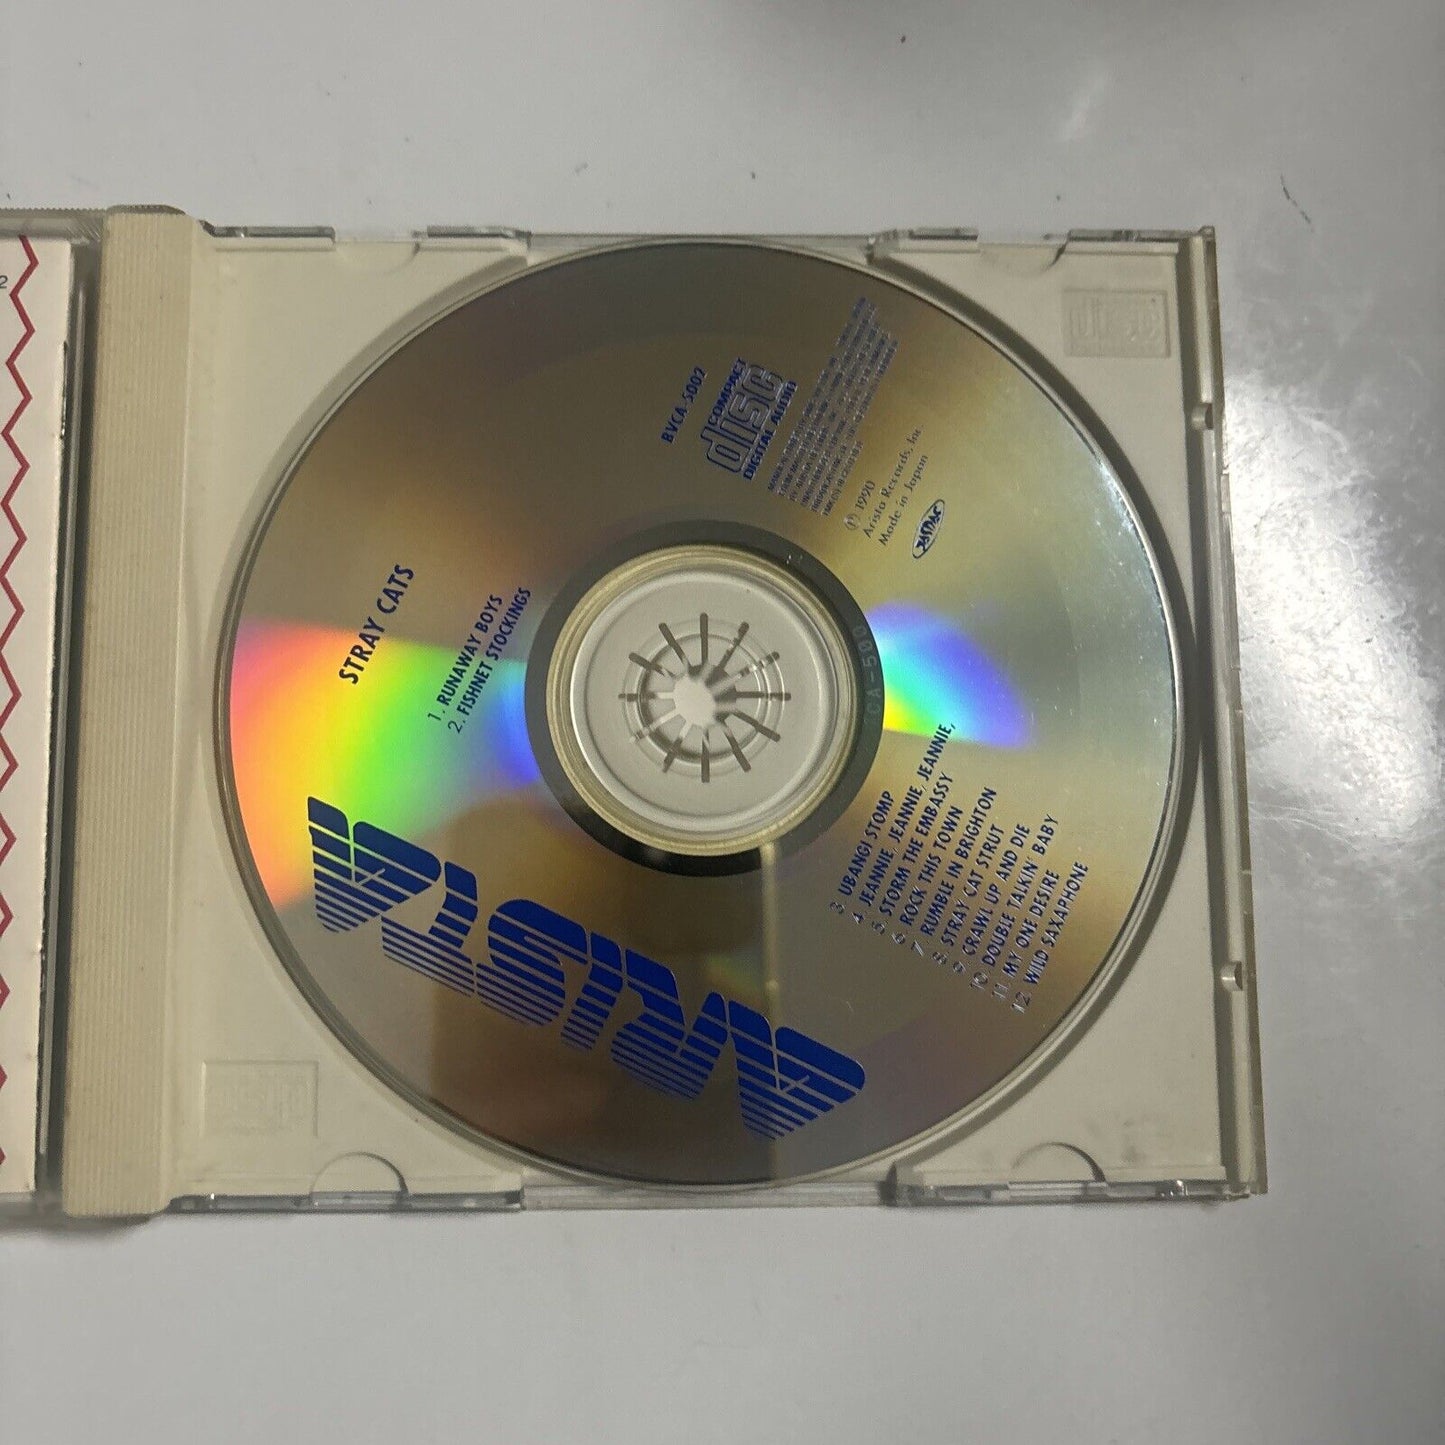 STRAY CATS
1. RUNAWAY BOYS
2. FISHNET STOCKINGS
3. UBANGI STOMP
4. JEANNIE, JEANNIE, JEANNIE,
5. STORM THE EMBASSY
6. ROCK THIS TOWN
7. RUMBLE IN BRIGHTON
8. STRAY CAT STRUT
9. CRAWL UP AND DIE
10. DOUBLE TALKIN' BABY
11. MY ONE DESIRE
12. WILD SAXAPHONE
BVCA-5002
COMPACT
disc
DIGITAL AUDIO
℗ 1990
Arista Records, Inc
Made in Japan
JASRAC
ARISTA
2